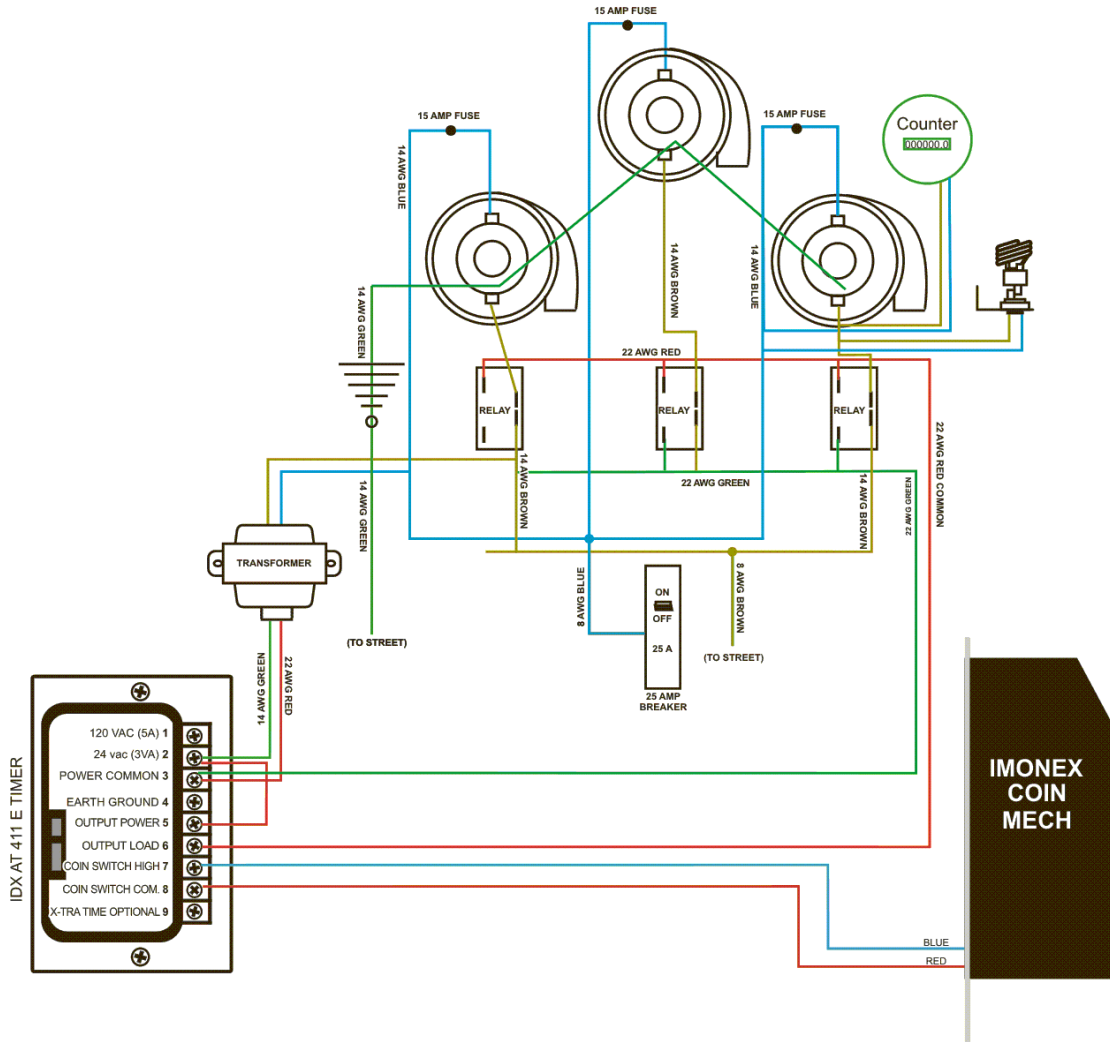 15 AMP FUSE
15 AMP FUSE
15 AMP FUSE
Counter
000000.0
14 AWG BLUE
14 AWG BROWN
14 AWG BLUE
14 AWG GREEN
22 AWG RED
RELAY
RELAY
RELAY
22 AWG RED COMMON
14 AWG BROWN
22 AWG GREEN
14 AWG BROWN
22 AWG GREEN
14 AWG GREEN
TRANSFORMER
8 AWG BLUE
ON
OFF
25 A
25 AMP
BREAKER
8 AWG BROWN
(TO STREET)
(TO STREET)
14 AWG GREEN
22 AWG RED
IDX AT 411 E TIMER
120 VAC (5A) 1
24 vac (3VA) 2
POWER COMMON 3
EARTH GROUND 4
OUTPUT POWER 5
OUTPUT LOAD 6
COIN SWITCH HIGH 7
COIN SWITCH COM. 8
X-TRA TIME OPTIONAL 9
IMONEX
COIN
MECH
BLUE
RED